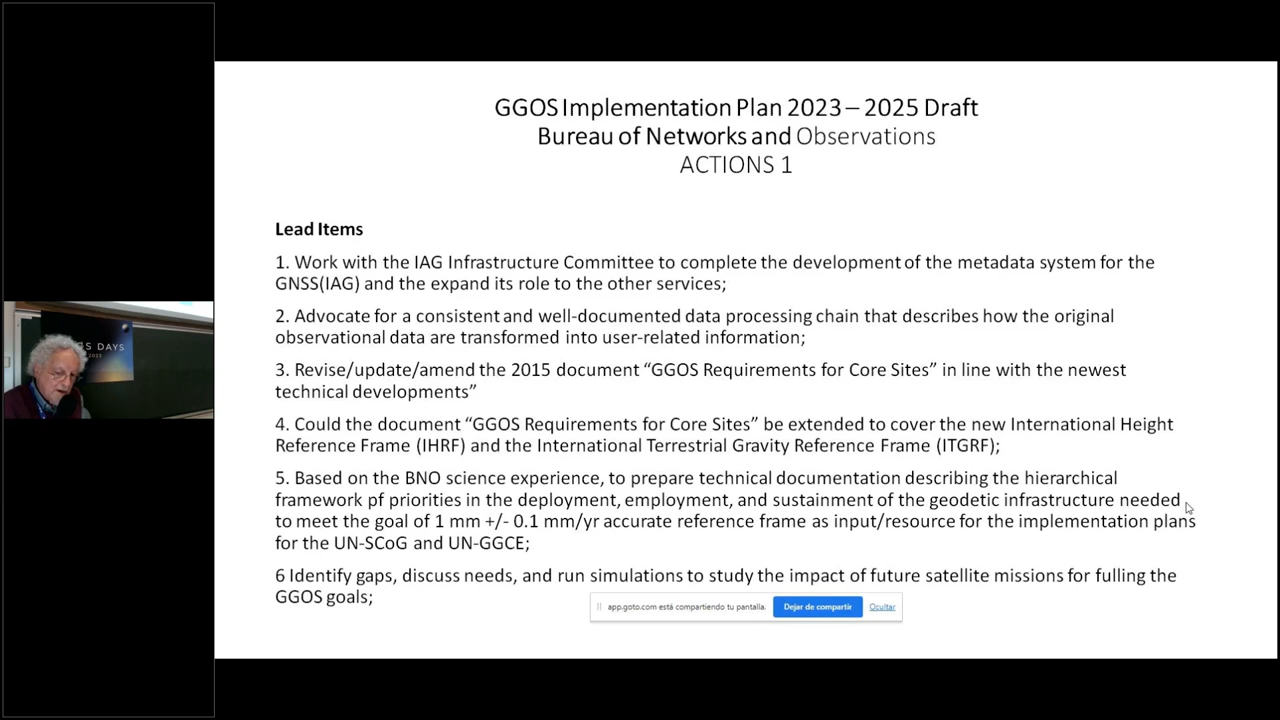 GGOS Implementation Plan 2023 – 2025 Draft
Bureau of Networks and Observations
ACTIONS 1
Lead Items
1. Work with the IAG Infrastructure Committee to complete the development of the metadata system for the
GNSS(IAG) and the expand its role to the other services;
2. Advocate for a consistent and well-documented data processing chain that describes how the original
observational data are transformed into user-related information;
3. Revise/update/amend the 2015 document “GGOS Requirements for Core Sites” in line with the newest
technical developments”
4. Could the document “GGOS Requirements for Core Sites” be extended to cover the new International Height
Reference Frame (IHRF) and the International Terrestrial Gravity Reference Frame (ITGRF);
5. Based on the BNO science experience, to prepare technical documentation describing the hierarchical
framework pf priorities in the deployment, employment, and sustainment of the geodetic infrastructure needed
to meet the goal of 1 mm +/- 0.1 mm/yr accurate reference frame as input/resource for the implementation plans
for the UN-SCoG and UN-GGCE;
6 Identify gaps, discuss needs, and run simulations to study the impact of future satellite missions for fulling the
GGOS goals;
app.goto.com está compartiendo tu pantalla.
Dejar de compartir
Ocultar
DAYS